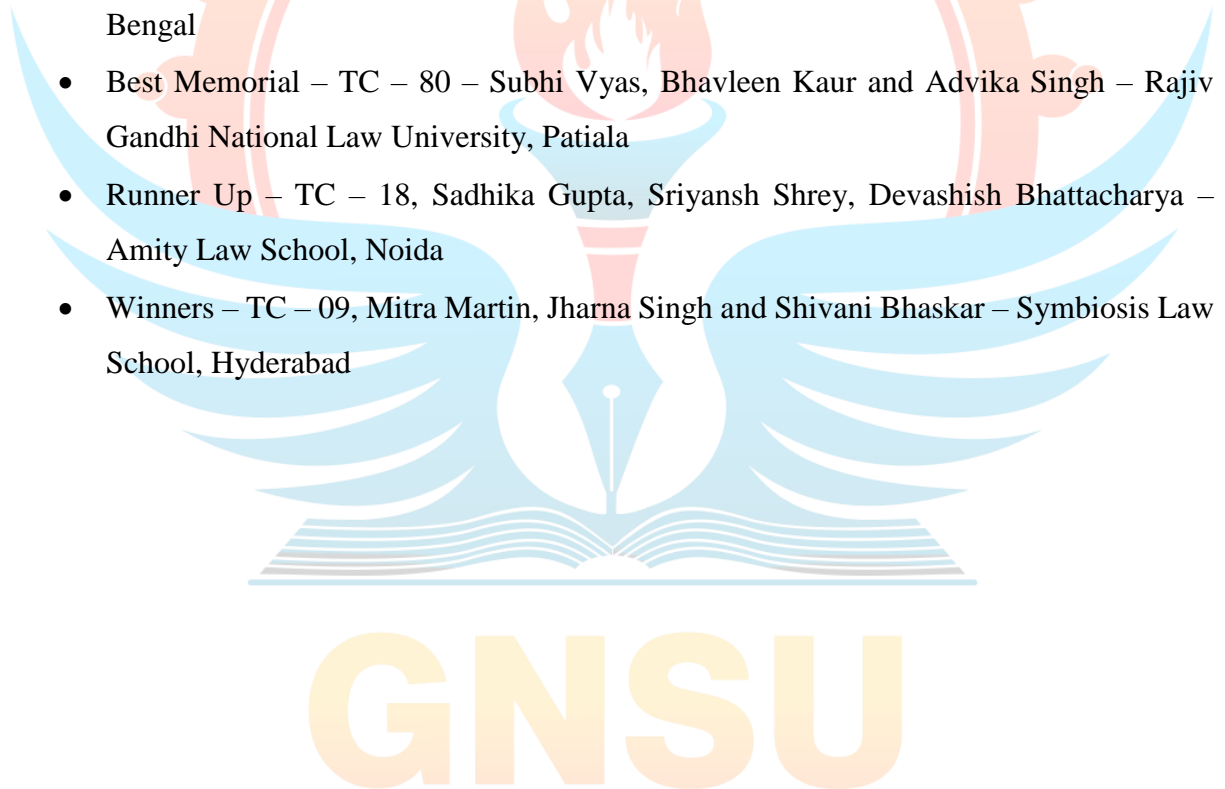 Bengal
• Best Memorial – TC – 80 – Subhi Vyas, Bhavleen Kaur and Advika Singh – Rajiv
Gandhi National Law University, Patiala
• Runner Up – TC – 18, Sadhika Gupta, Sriyansh Shrey, Devashish Bhattacharya –
Amity Law School, Noida
• Winners – TC – 09, Mitra Martin, Jharna Singh and Shivani Bhaskar – Symbiosis Law
School, Hyderabad
GNSU